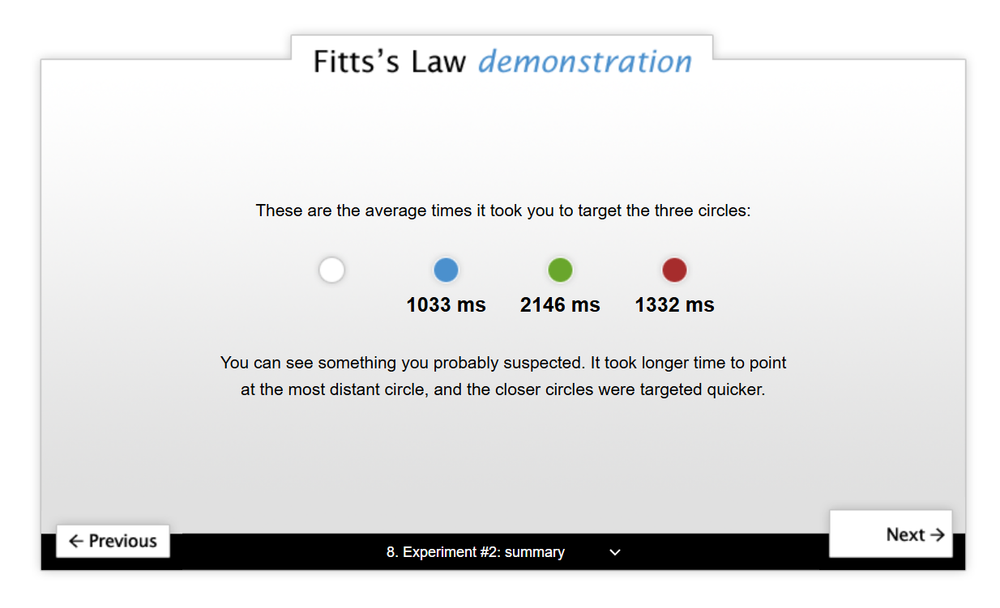 Fitts's Law demonstration
These are the average times it took you to target the three circles:
1033 ms 2146 ms 1332 ms
You can see something you probably suspected. It took longer time to point
at the most distant circle, and the closer circles were targeted quicker.
← Previous
8. Experiment #2: summary
Next →